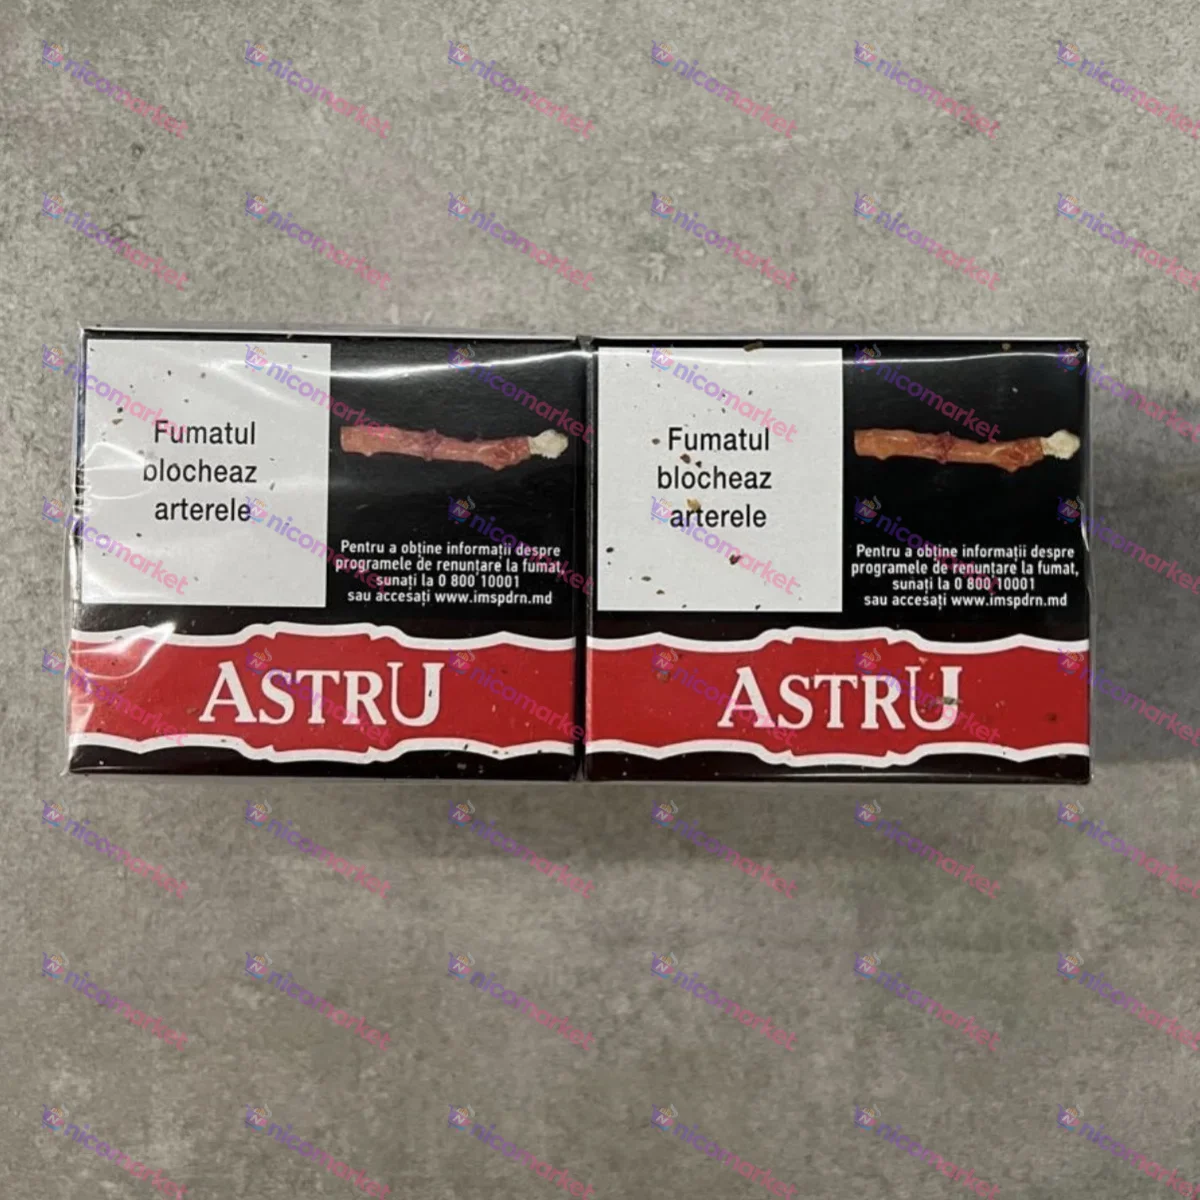 Fumatul
blocheaz
arterele
Pentru a obține informații despre
programele de renunțare la fumat,
sunați la 0 800 10001
sau accesați www.imspdrn.md
ASTRU
Fumatul
blocheaz
arterele
Pentru a obține informații despre
programele de renunțare la fumat,
sunați la 0 800 10001
sau accesați www.imspdrn.md
ASTRU
nicomarket